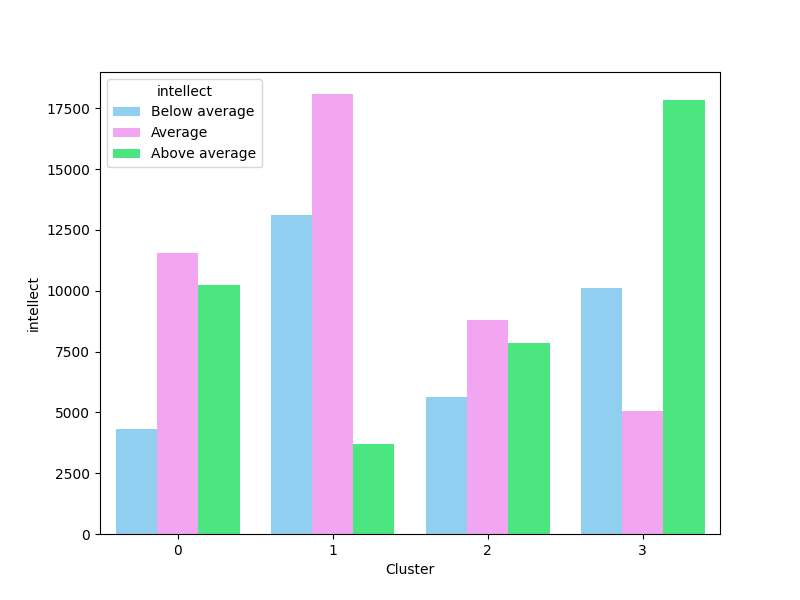 intellect
Below average
Average
Above average
17500
15000
12500
10000
7500
5000
2500
0
intellect
0 1 2 3
Cluster